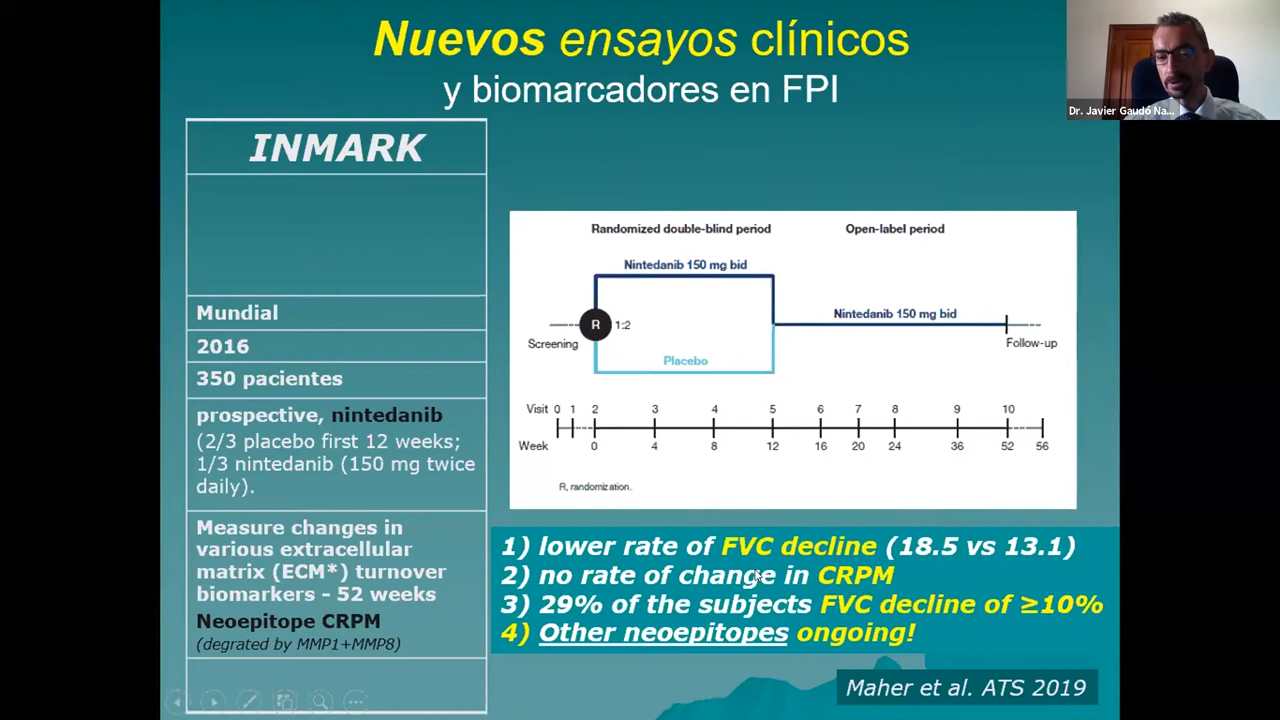 Nuevos ensayos clínicos
y biomarcadores en FPI
Dr. Javier Gaudó Na...
INMARK
Mundial
2016
350 pacientes
prospective, nintedanib
(2/3 placebo first 12 weeks;
1/3 nintedanib (150 mg twice
daily).
Measure changes in
various extracellular
matrix (ECM*) turnover
biomarkers – 52 weeks
Neoepitope CRPM
(degrated by MMP1+MMP8)
Randomized double-blind period Open-label period
Nintedanib 150 mg bid
Nintedanib 150 mg bid
R 1:2
Screening
Follow-up
Placebo
Visit 0 1 2 3 4 5 6 7 8 9 10
Week 0 4 8 12 16 20 24 36 52 56
R, randomization.
1) lower rate of FVC decline (18.5 vs 13.1)
2) no rate of change in CRPM
3) 29% of the subjects FVC decline of ≥10%
4) Other neoepitopes ongoing!
Maher et al. ATS 2019